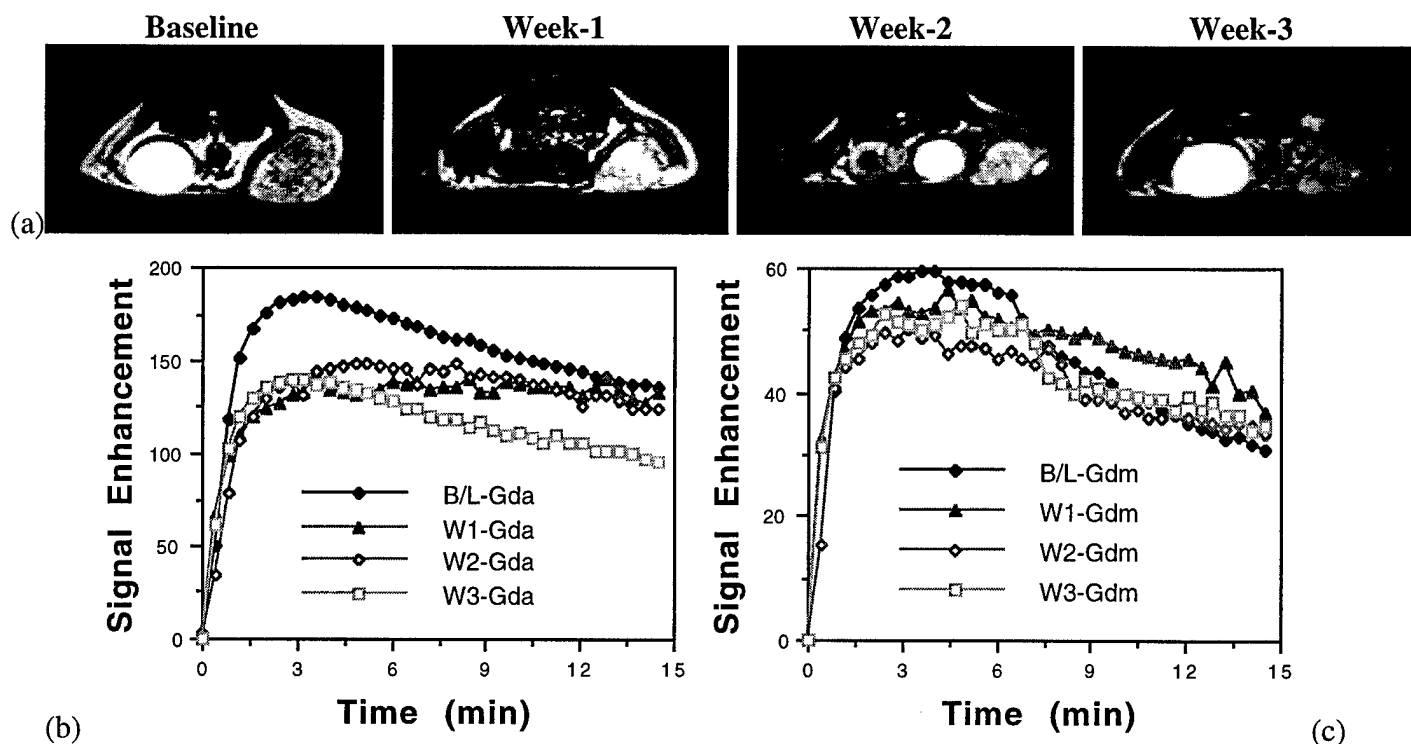 Baseline Week-1 Week-2 Week-3
(a)
200
150
100
50
0
Signal Enhancement
B/L-Gda
W1-Gda
W2-Gda
W3-Gda
0 3 6 9 12 15
Time (min)
(b)
60
40
20
0
Signal Enhancement
B/L-Gdm
W1-Gdm
W2-Gdm
W3-Gdm
0 3 6 9 12 15
Time (min)
(c)